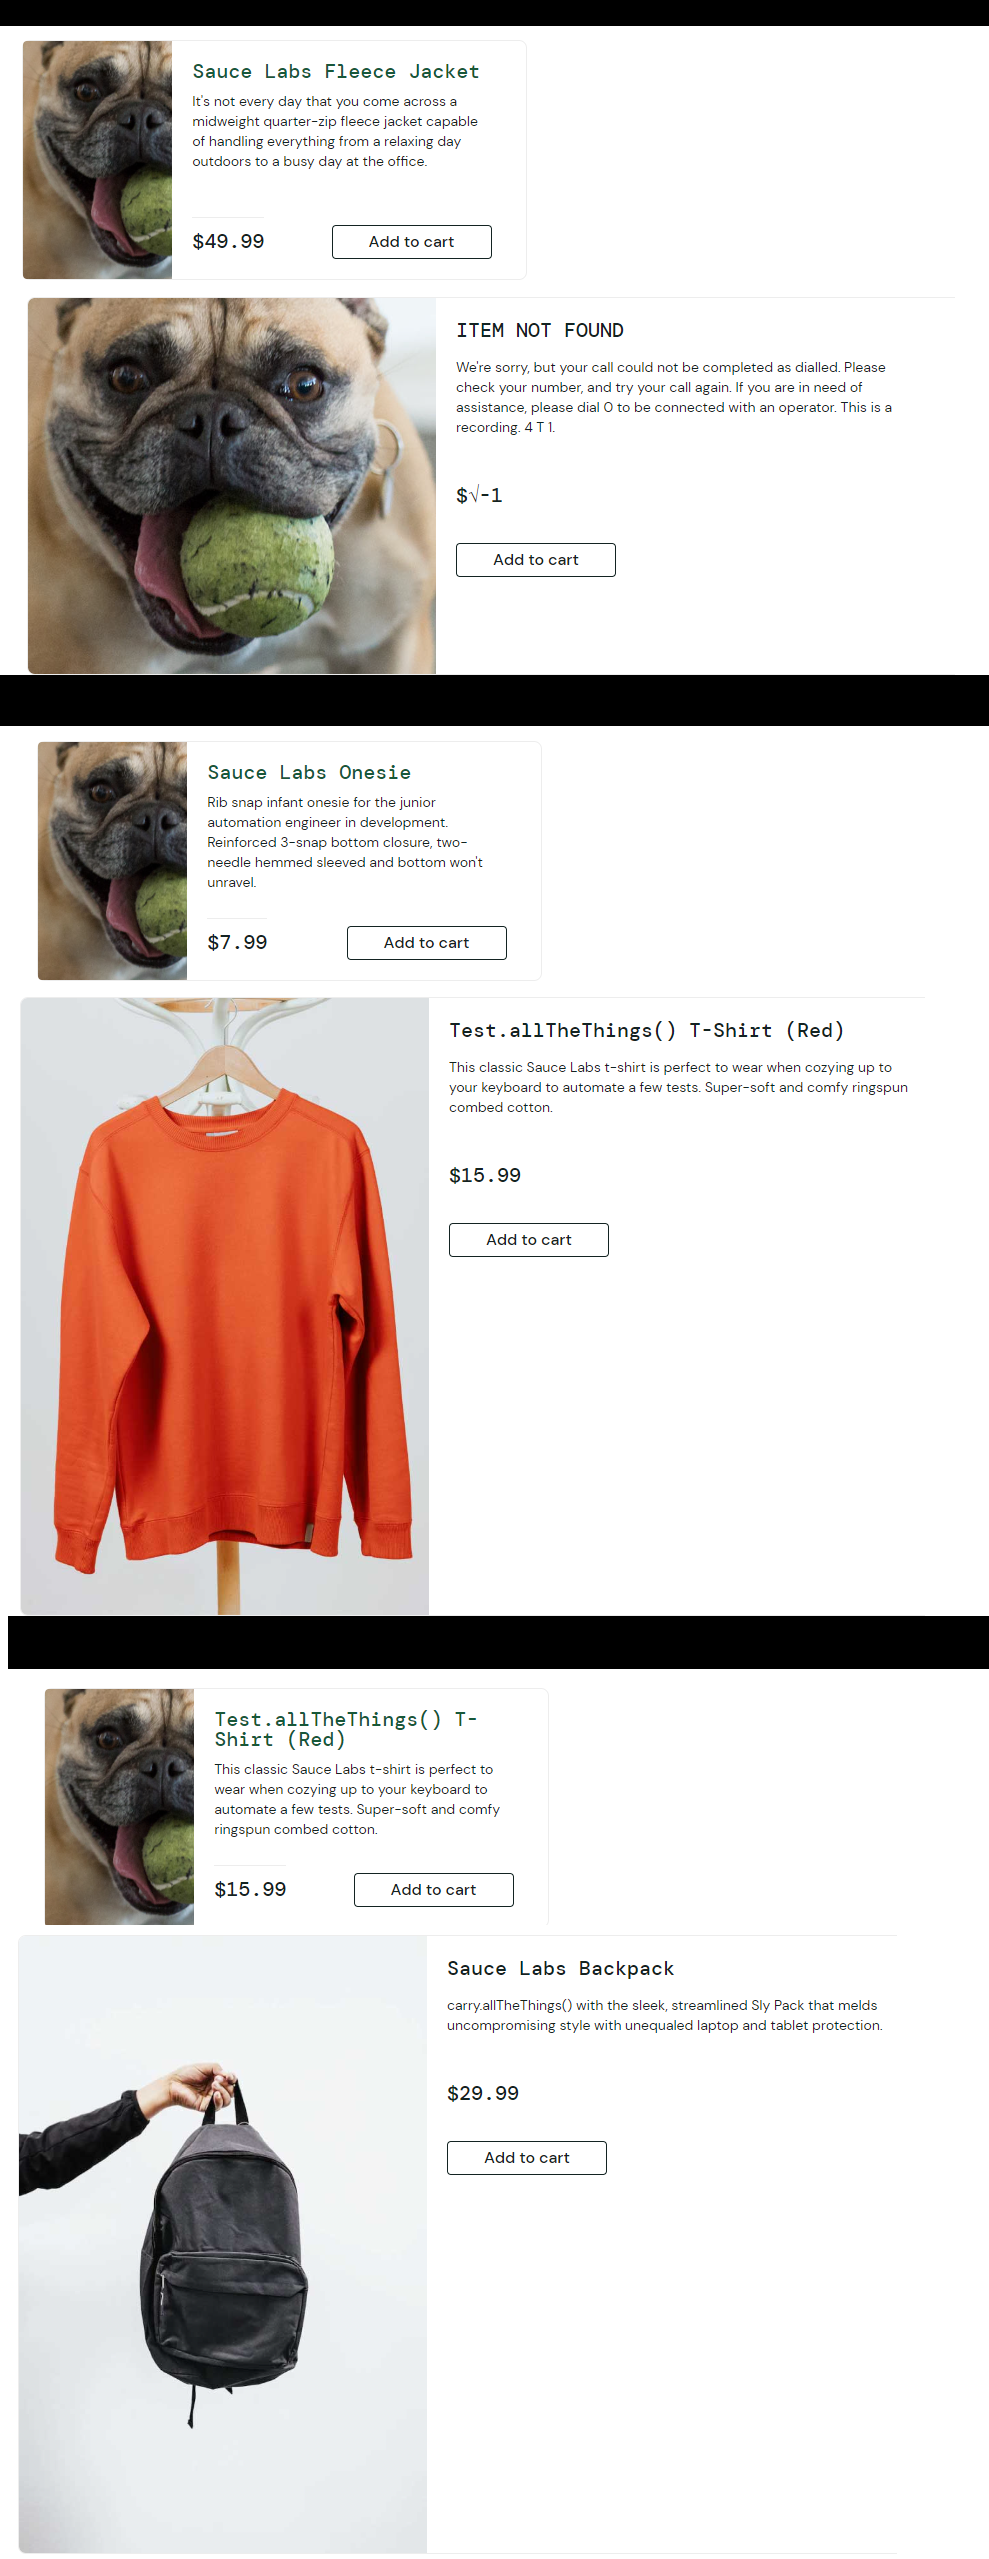 Sauce Labs Fleece Jacket
It's not every day that you come across a
midweight quarter-zip fleece jacket capable
of handling everything from a relaxing day
outdoors to a busy day at the office.
$49.99
Add to cart
ITEM NOT FOUND
We're sorry, but your call could not be completed as dialled. Please
check your number, and try your call again. If you are in need of
assistance, please dial 0 to be connected with an operator. This is a
recording. 4 T 1.
$√-1
Add to cart
Sauce Labs Onesie
Rib snap infant onesie for the junior
automation engineer in development.
Reinforced 3-snap bottom closure, two-
needle hemmed sleeved and bottom won't
unravel.
$7.99
Add to cart
Test.allTheThings() T-Shirt (Red)
This classic Sauce Labs t-shirt is perfect to wear when cozying up to
your keyboard to automate a few tests. Super-soft and comfy ringspun
combed cotton.
$15.99
Add to cart
Test.allTheThings() T-
Shirt (Red)
This classic Sauce Labs t-shirt is perfect to
wear when cozying up to your keyboard to
automate a few tests. Super-soft and comfy
ringspun combed cotton.
$15.99
Add to cart
Sauce Labs Backpack
carry.allTheThings() with the sleek, streamlined Sly Pack that melds
uncompromising style with unequaled laptop and tablet protection.
$29.99
Add to cart